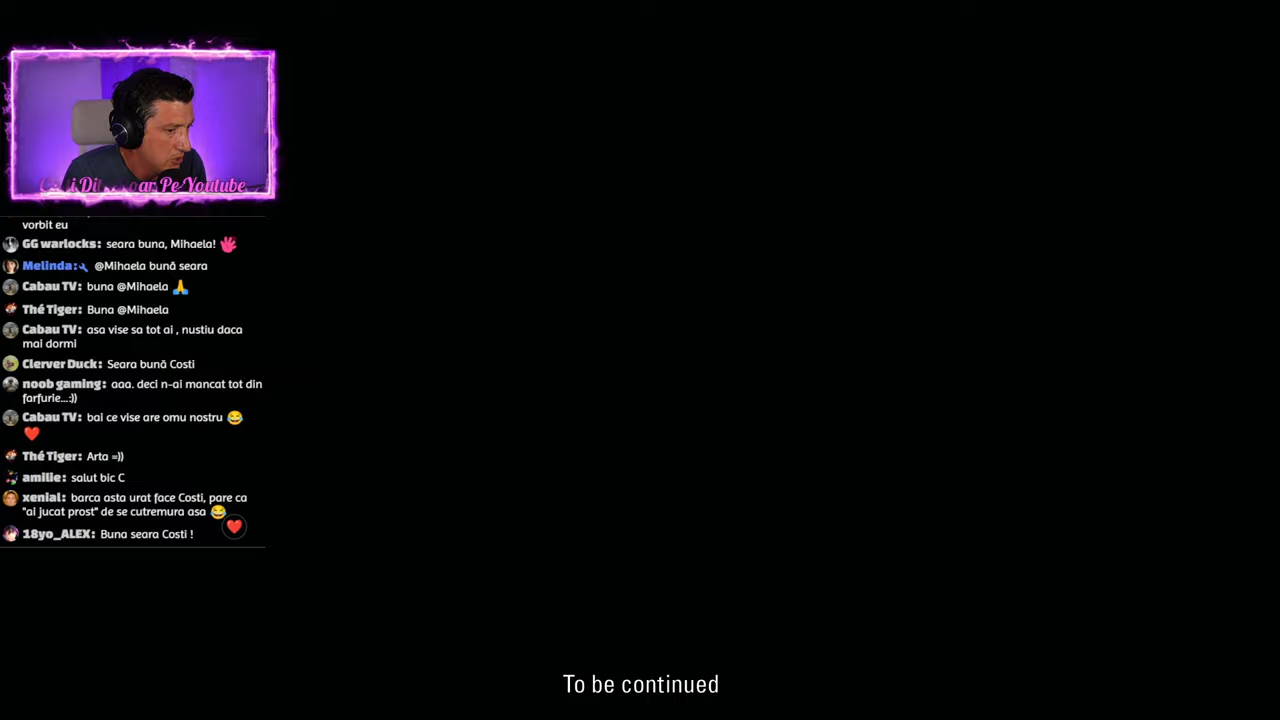 i Di ar Pe Youtube
vorbit eu
GG warlocks: seara buna, Mihaela!
Melinda: @Mihaela bună seara
Cabau TV: buna @Mihaela 🙏
Thé Tiger: Buna @Mihaela
Cabau TV: asa vise sa tot ai , nustiu daca
mai dormi
Clerver Duck: Seara bună Costi
noob gaming: aaa. deci n-ai mancat tot din
farfurie...:))
Cabau TV: bai ce vise are omu nostru 😂
❤️
Thé Tiger: Arta =))
amilie: salut bic C
xenial: barca asta urat face Costi, pare ca
"ai jucat prost" de se cutremura asa 😂
18yo_ALEX: Buna seara Costi !
To be continued